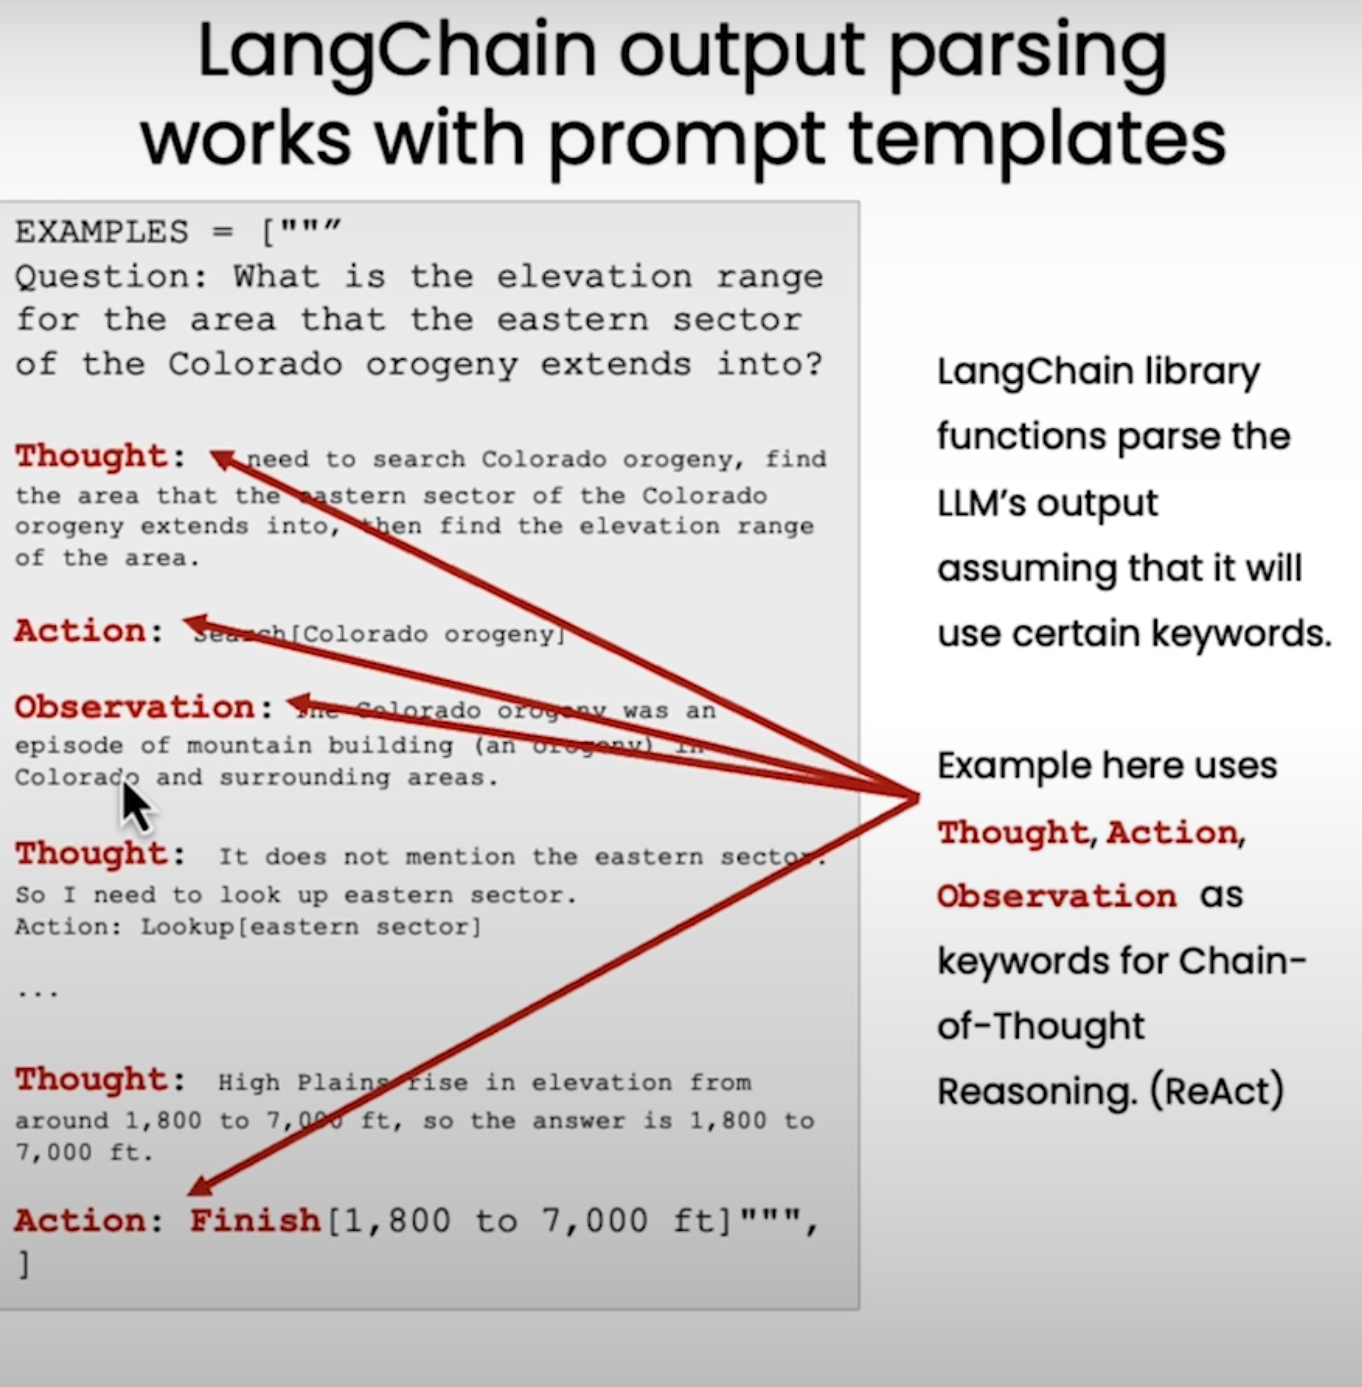 LangChain output parsing
works with prompt templates
EXAMPLES = ["""
Question: What is the elevation range
for the area that the eastern sector
of the Colorado orogeny extends into?
Thought: need to search Colorado orogeny, find
the area that the eastern sector of the Colorado
orogeny extends into, then find the elevation range
of the area.
Action: Search[Colorado orogeny]
Observation: The Colorado orogeny was an
episode of mountain building (an orogeny) in
Colorado and surrounding areas.
Thought: It does not mention the eastern sector.
So I need to look up eastern sector.
Action: Lookup[eastern sector]
...
Thought: High Plains rise in elevation from
around 1,800 to 7,000 ft, so the answer is 1,800 to
7,000 ft.
Action: Finish[1,800 to 7,000 ft]""",
]
LangChain library
functions parse the
LLM’s output
assuming that it will
use certain keywords.
Example here uses
Thought, Action,
Observation as
keywords for Chain-
of-Thought
Reasoning. (ReAct)